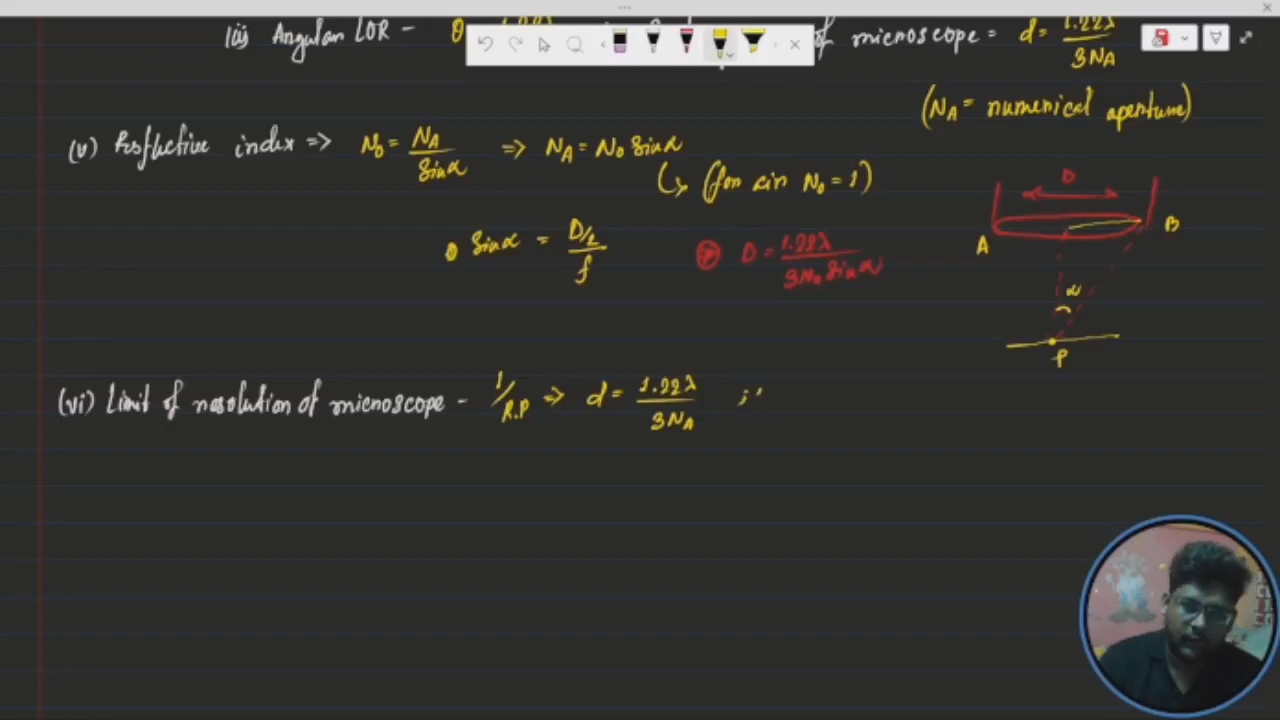 (iii) Angular LOR - θ
of microscope = d = 1.22λ / 3NA
(NA = numerical aperture)
(v) Reflective index => N0 = NA / Sinα => NA = N0 Sinα
(for air N0 = 1)
Sinα = D/2 / f
D = 1.22λ / 3N0 Sinα
D
A B
α
P
(vi) Limit of resolution of microscope - 1/R.P => d = 1.22λ / 3NA ;